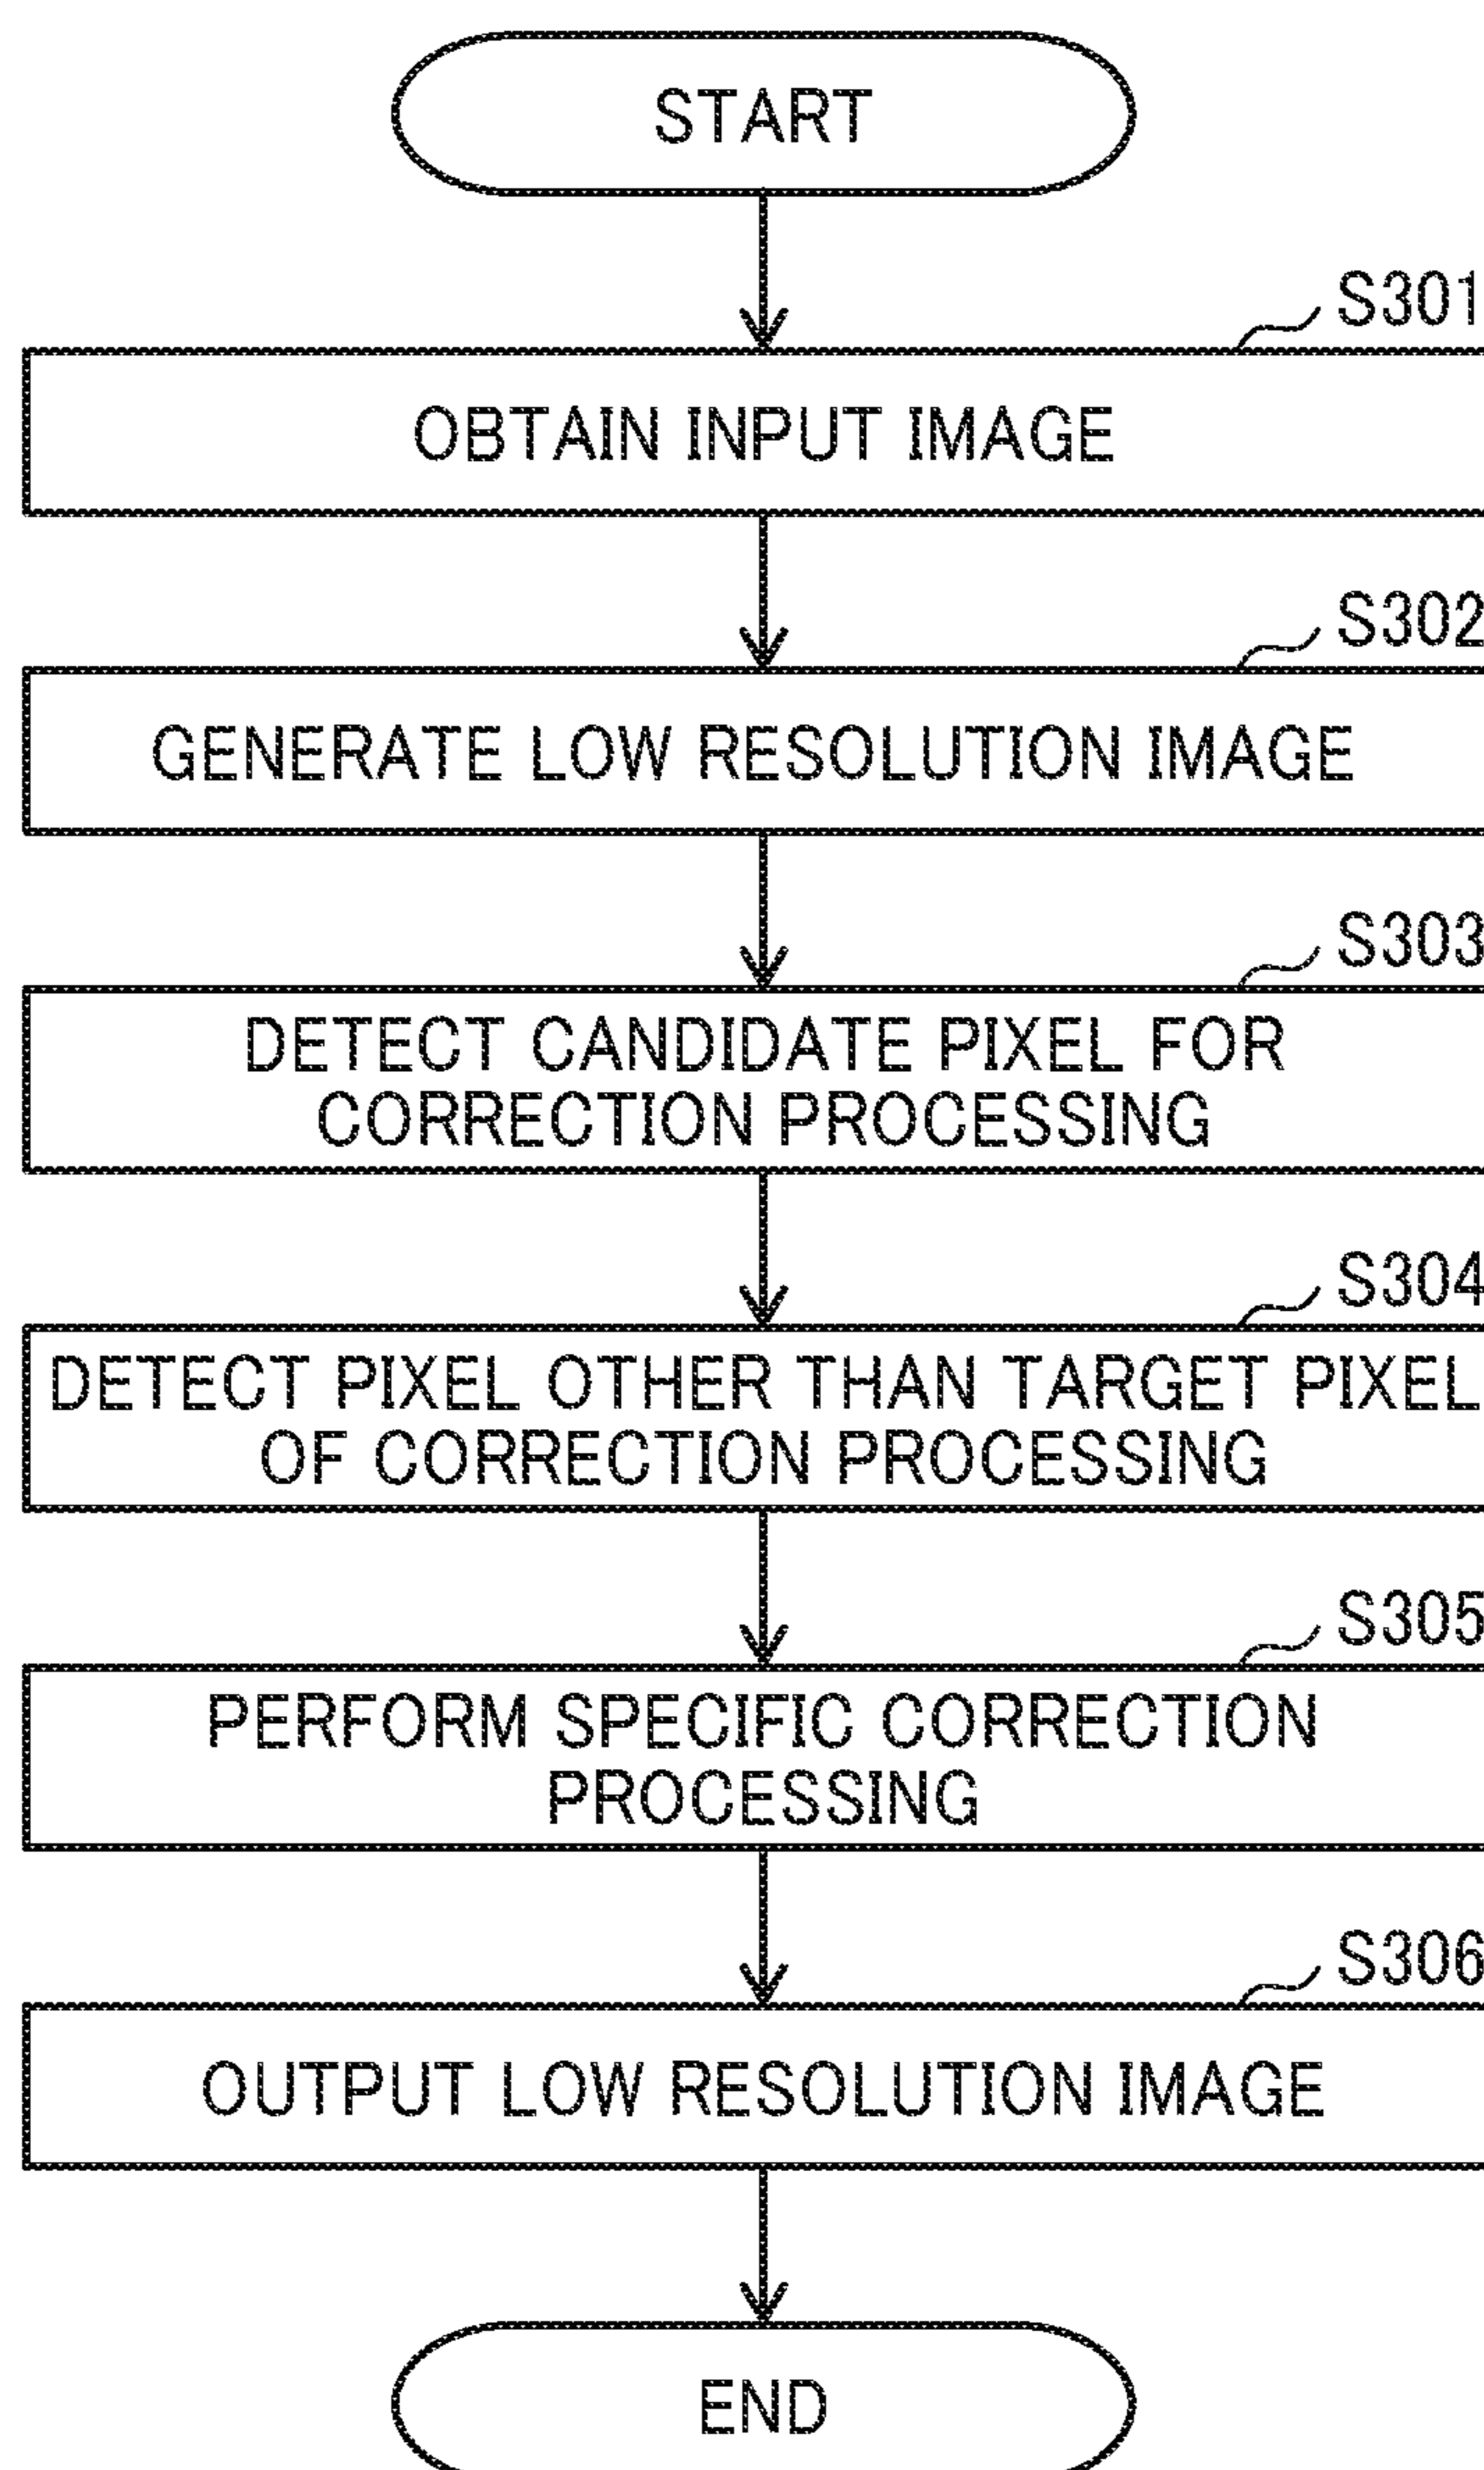 START
S301
OBTAIN INPUT IMAGE
S302
GENERATE LOW RESOLUTION IMAGE
S303
DETECT CANDIDATE PIXEL FOR
CORRECTION PROCESSING
S304
DETECT PIXEL OTHER THAN TARGET PIXEL
OF CORRECTION PROCESSING
S305
PERFORM SPECIFIC CORRECTION
PROCESSING
S306
OUTPUT LOW RESOLUTION IMAGE
END